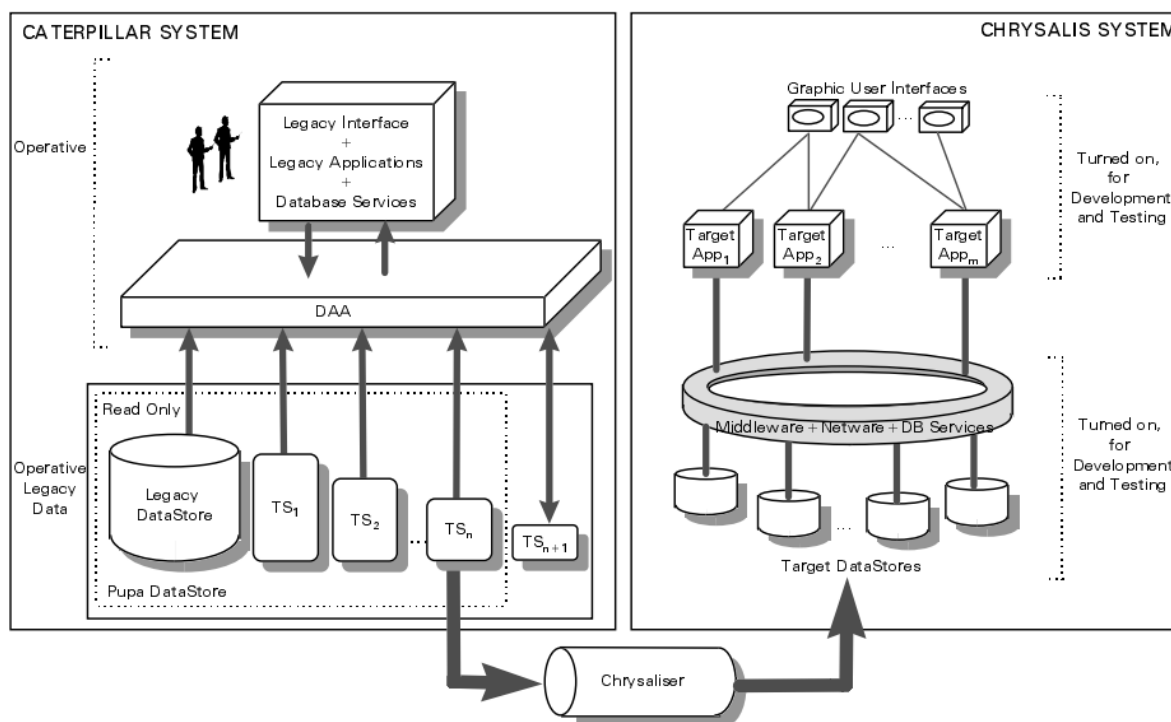 CATERPILLAR SYSTEM
Operative
Legacy Interface
+
Legacy Applications
+
Database Services
DAA
Read Only
Operative
Legacy
Data
Legacy
DataStore
TS1
TS2
...
TSn
TSn+1
Pupa DataStore
Chrysaliser
CHRYSALIS SYSTEM
Graphic User Interfaces
...
Turned on,
for
Development
and Testing
Target
App1
Target
App2
...
Target
Appm
Middleware + Netware + DB Services
Turned on,
for
Development
and Testing
...
Target DataStores